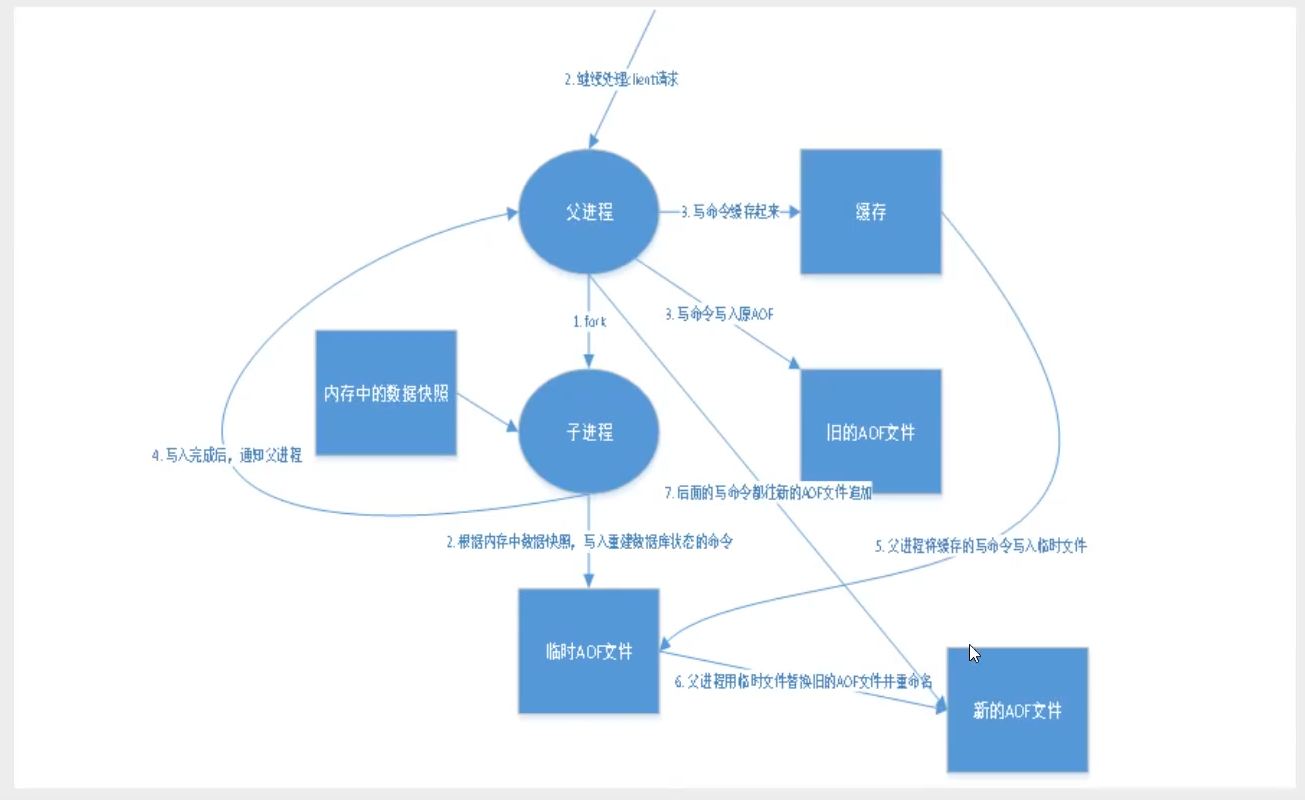 2.继续处理client请求
父进程
3.写命令缓存起来
缓存
1.fork
3.写命令写入原AOF
内存中的数据快照
子进程
旧的AOF文件
4.写入完成后，通知父进程
7.后面的写命令都往新的AOF文件追加
2.根据内存中数据快照，写入重建数据库状态的命令
5.父进程将缓存的写命令写入临时文件
临时AOF文件
6.父进程用临时文件替换旧的AOF文件并重命名
新的AOF文件